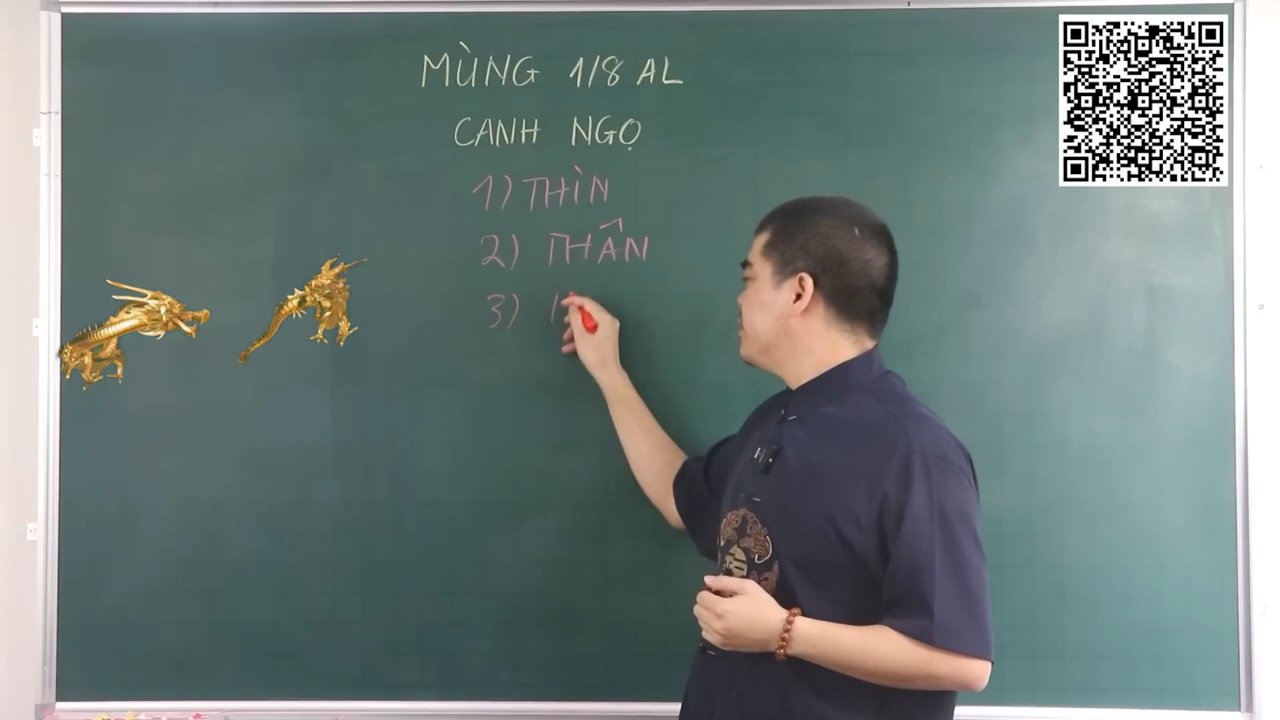 MÙNG 1/8 AL
CANH NGỌ
1) THÌN
2) THÂN
3)